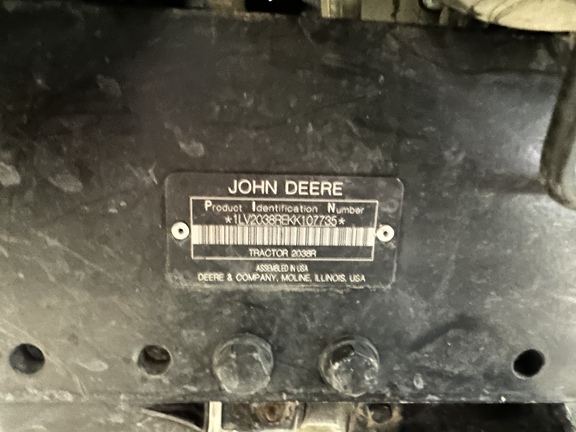 JOHN DEERE
Product Identification Number
*1LV2038REKK107735*
TRACTOR 2038R
ASSEMBLED IN USA
DEERE & COMPANY, MOLINE, ILLINOIS, USA